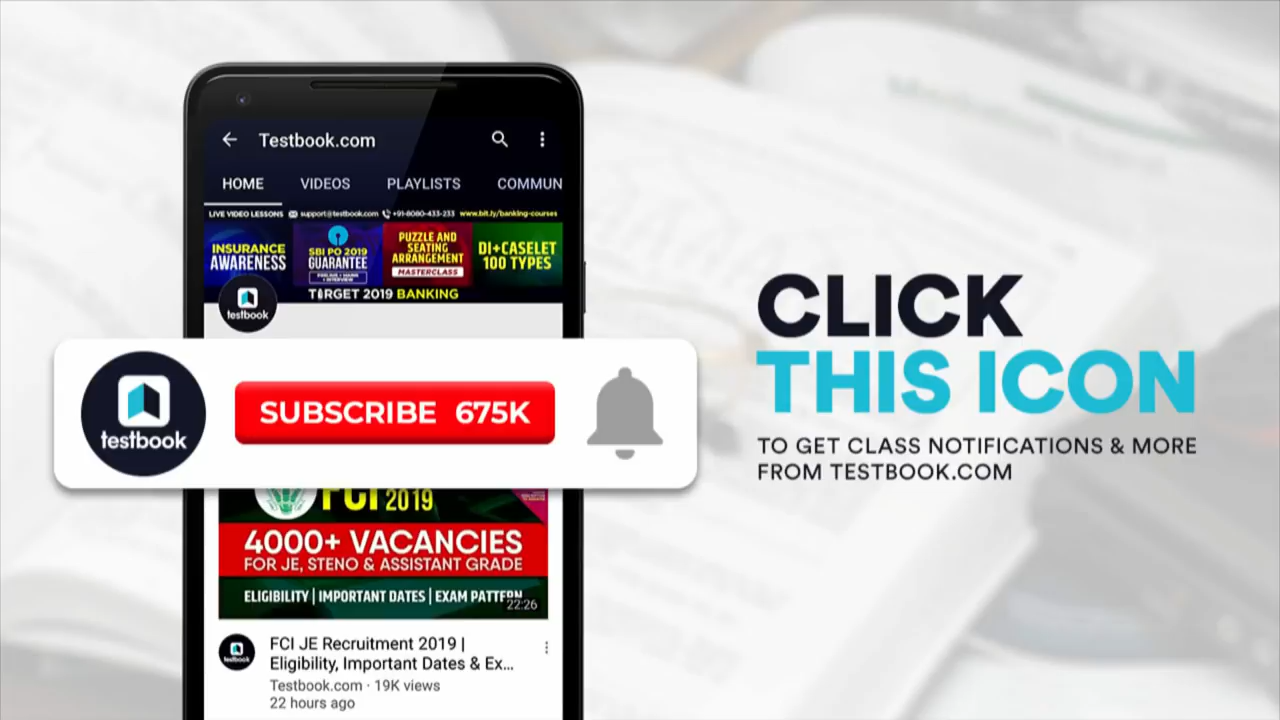 Testbook.com
HOME VIDEOS PLAYLISTS COMMUN
LIVE VIDEO LESSONS support@testbook.com +91-8080-433-233 www.bit.ly/banking-courses
INSURANCE
AWARENESS
SBI PO 2019
GUARANTEE
PRELIMS + MAINS
+ INTERVIEW
PUZZLE AND
SEATING
ARRANGEMENT
MASTERCLASS
DI+CASELET
100 TYPES
TARGET 2019 BANKING
testbook
testbook
SUBSCRIBE 675K
CLICK
THIS ICON
TO GET CLASS NOTIFICATIONS & MORE
FROM TESTBOOK.COM
FCI 2019
4000+ VACANCIES
FOR JE, STENO & ASSISTANT GRADE
ELIGIBILITY | IMPORTANT DATES | EXAM PATTERN
22:26
testbook
FCI JE Recruitment 2019 |
Eligibility, Important Dates & Ex...
Testbook.com · 19K views
22 hours ago